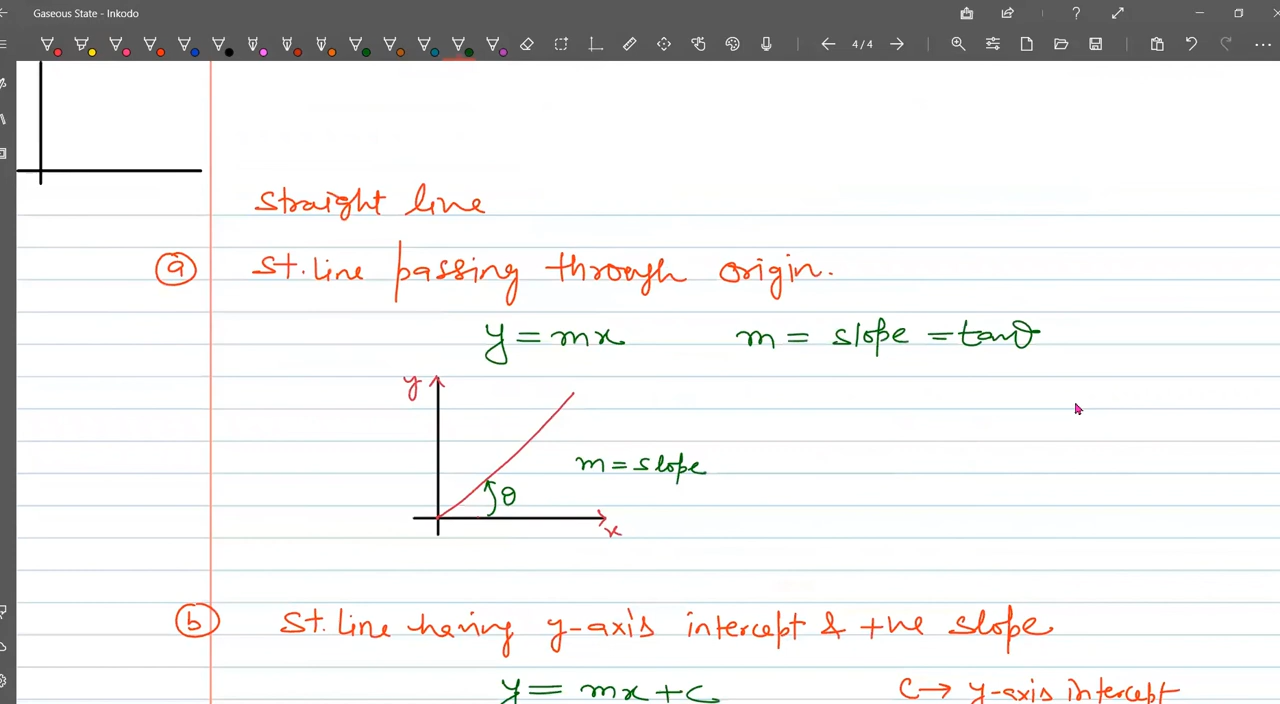 Gaseous State - Inkodo
4/4
straight line
(a) St. line passing through origin.
y = mx    m = slope = tanθ
y
m = slope
θ
x
(b) St. line having y-axis intercept & +ve slope
y = mx + c    C → y-axis intercept